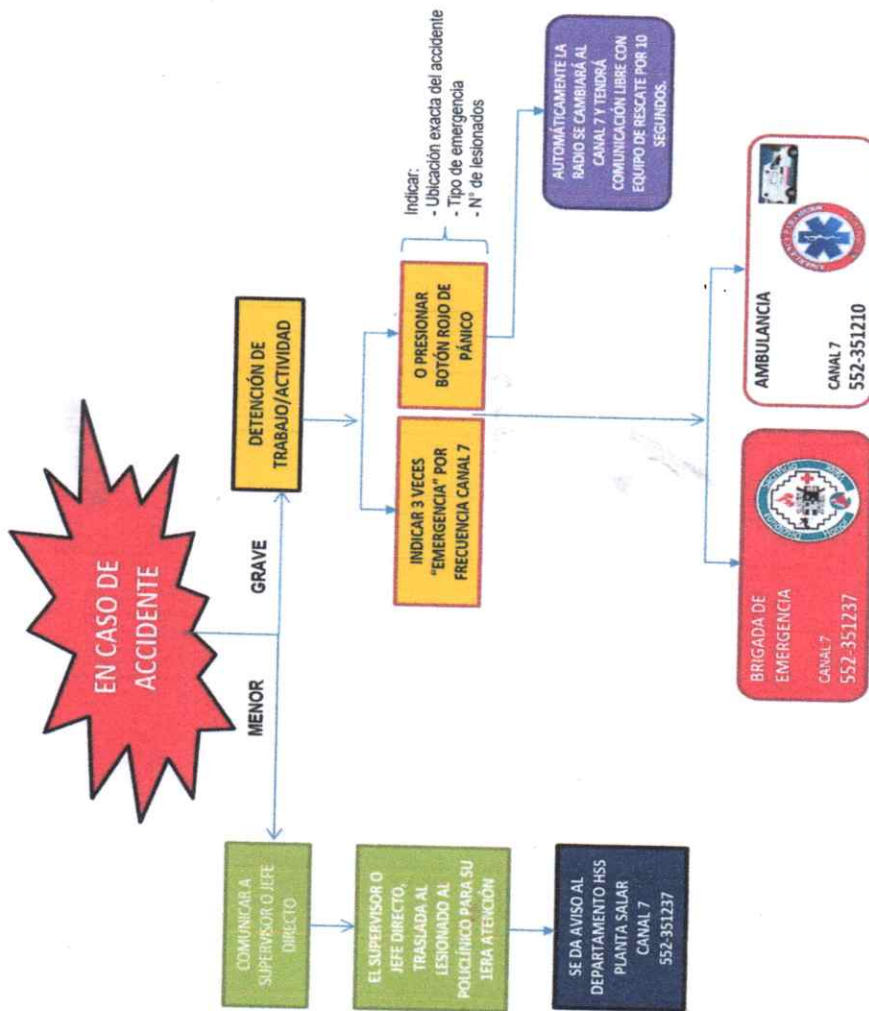 EN CASO DE
ACCIDENTE
MENOR
GRAVE
COMUNICAR A
SUPERVISOR O JEFE
DIRECTO
EL SUPERVISOR O
JEFE DIRECTO,
TRASLADA AL
LESIONADO AL
POLICLÍNICO PARA SU
1ERA ATENCIÓN
SE DA AVISO AL
DEPARTAMENTO HSS
PLANTA SALAR
CANAL 7
552-351237
DETENCIÓN DE
TRABAJO/ACTIVIDAD
INDICAR 3 VECES
“EMERGENCIA” POR
FRECUENCIA CANAL 7
O PRESIONAR
BOTÓN ROJO DE
PÁNICO
Indicar:
- Ubicación exacta del accidente
- Tipo de emergencia
- N° de lesionados
AUTOMÁTICAMENTE LA
RADIO SE CAMBIARÁ AL
CANAL 7 Y TENDRÁ
COMUNICACIÓN LIBRE CON
EQUIPO DE RESCATE POR 10
SEGUNDOS.
BRIGADA DE
EMERGENCIA
CANAL 7
552-351237
AMBULANCIA
CANAL 7
552-351210